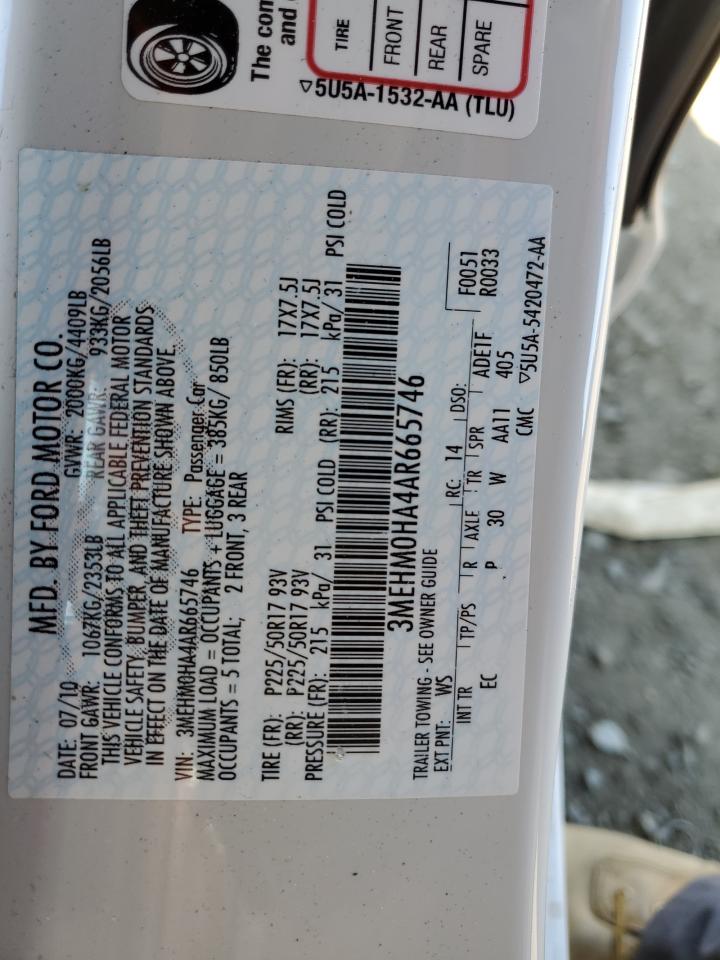 The com
and
TIRE
FRONT
REAR
SPARE
▽5U5A-1532-AA (TLU)
MFD. BY FORD MOTOR CO.
DATE: 07/10 GVWR: 2000KG/4409LB
FRONT GAWR: 1067KG/2353LB REAR GAWR: 933KG/2056LB
THIS VEHICLE CONFORMS TO ALL APPLICABLE FEDERAL MOTOR
VEHICLE SAFETY, BUMPER, AND THEFT PREVENTION STANDARDS
IN EFFECT ON THE DATE OF MANUFACTURE SHOWN ABOVE.
VIN: 3MEHM0HA4AR665746 TYPE: Passenger Car
MAXIMUM LOAD = OCCUPANTS + LUGGAGE = 385KG/ 850LB
OCCUPANTS = 5 TOTAL; 2 FRONT, 3 REAR
TIRE (FR): P225/50R17 93V RIMS (FR): 17X7.5J
(RR): P225/50R17 93V (RR): 17X7.5J
PRESSURE (FR): 215 kPa/ 31 PSI COLD (RR): 215 kPa/ 31 PSI COLD
3MEHM0HA4AR665746
TRAILER TOWING - SEE OWNER GUIDE
EXT PNT: WS RC: 14 DSO: F0051
R0033
INT TR TP/PS R AXLE TR SPR ADE1F
EC P 30 W AA11 405
CMC ▽5U5A-5420472-AA